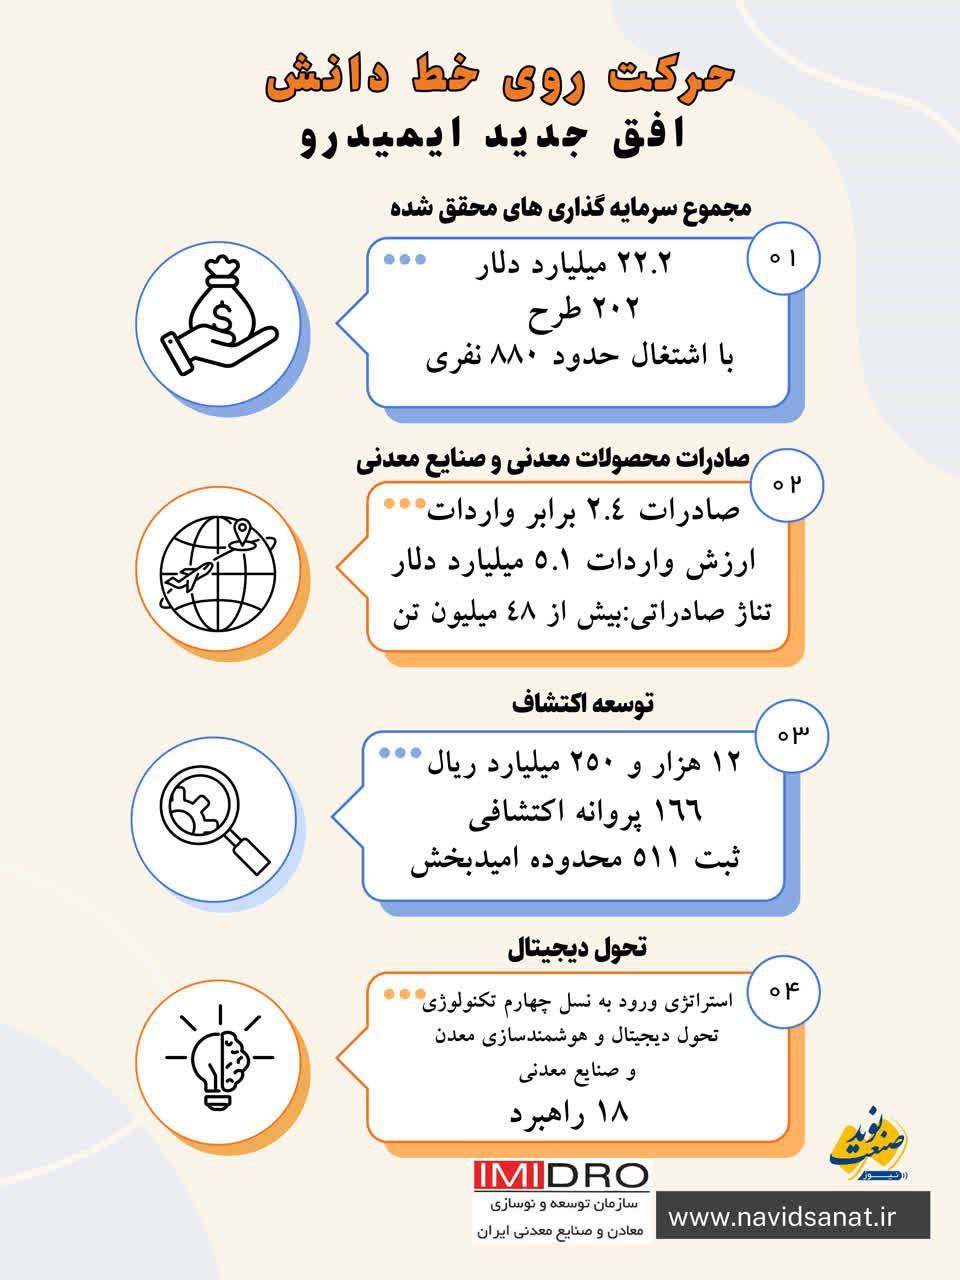 حرکت روی خط دانش
افق جدید ایمیدرو
مجموع سرمایه گذاری های محقق شده
۰۱
۲۲.۲ میلیارد دلار
۲۰۲ طرح
با اشتغال حدود ۸۸۰ نفری
$
صادرات محصولات معدنی و صنایع معدنی
۰۲
صادرات ۲.٤ برابر واردات
ارزش واردات ۵.۱ میلیارد دلار
تناژ صادراتی:بیش از ٤۸ میلیون تن
توسعه اکتشاف
۰۳
۱۲ هزار و ۲۵۰ میلیارد ریال
۱٦٦ پروانه اکتشافی
ثبت ۵۱۱ محدوده امیدبخش
تحول دیجیتال
۰۴
استراتژی ورود به نسل چهارم تکنولوژی
تحول دیجیتال و هوشمندسازی معدن
و صنایع معدنی
۱۸ راهبرد
نوید
صنعت
نیوز
IMIDRO
سازمان توسعه و نوسازی
معادن و صنایع معدنی ایران
www.navidsanat.ir